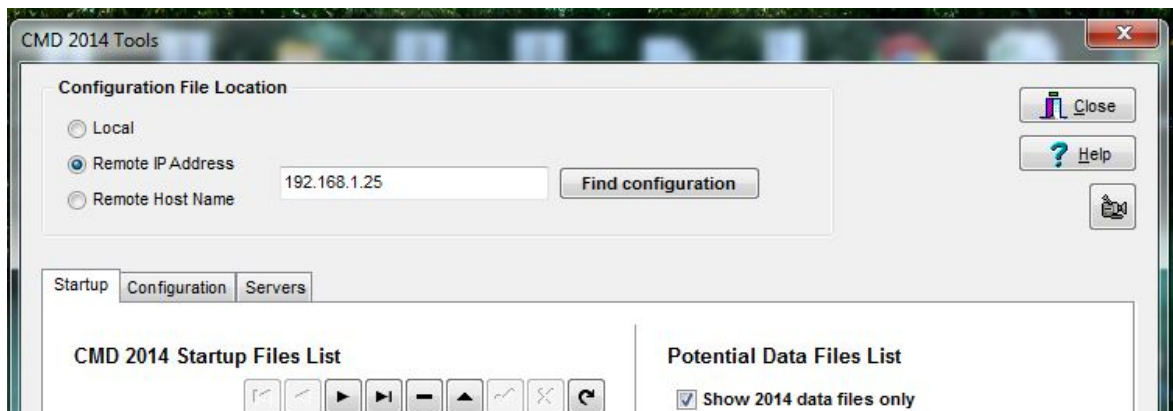 CMD 2014 Tools
Configuration File Location
Local
Remote IP Address
192.168.1.25
Find configuration
Remote Host Name
Close
Help
Startup
Configuration
Servers
CMD 2014 Startup Files List
Potential Data Files List
Show 2014 data files only